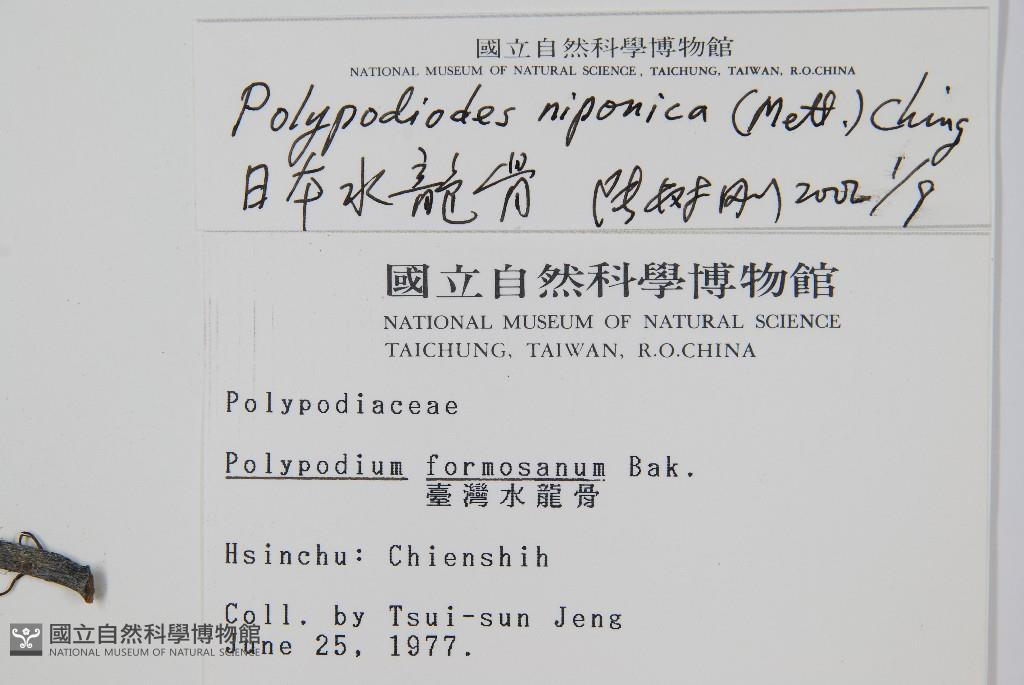 國立自然科學博物館
NATIONAL MUSEUM OF NATURAL SCIENCE, TAICHUNG, TAIWAN, R.O.CHINA
Polypodiodes niponica (Mett.) Ching
日本水龍骨 2002 1/9
國立自然科學博物館
NATIONAL MUSEUM OF NATURAL SCIENCE
TAICHUNG, TAIWAN, R.O.CHINA
Polypodiaceae
Polypodium formosanum Bak.
臺灣水龍骨
Hsinchu: Chienshih
Coll. by Tsui-sun Jeng
June 25, 1977.
國立自然科學博物館
NATIONAL MUSEUM OF NATURAL SCIENCE